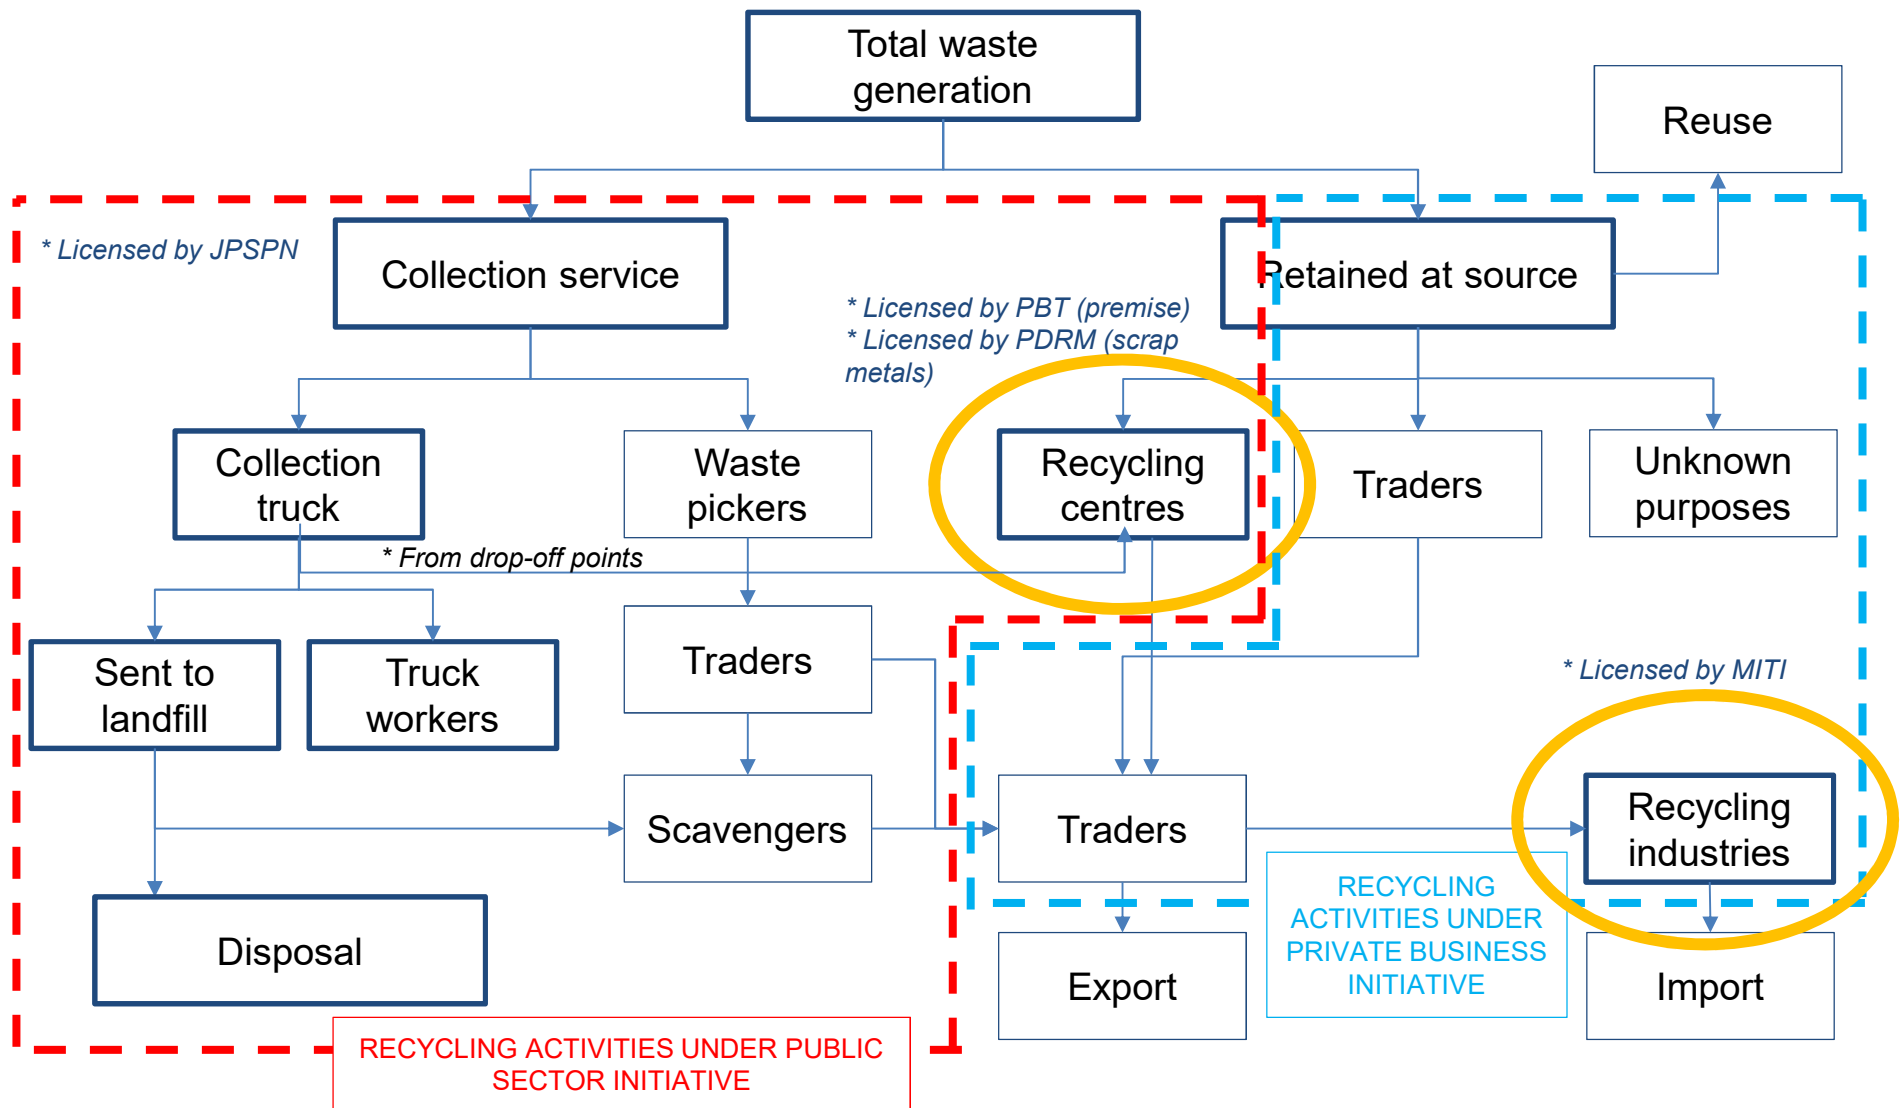 Total waste
generation
Reuse
* Licensed by JPSPN
Collection service
Retained at source
* Licensed by PBT (premise)
* Licensed by PDRM (scrap
metals)
Collection
truck
Waste
pickers
Recycling
centres
Traders
Unknown
purposes
* From drop-off points
Sent to
landfill
Truck
workers
Traders
* Licensed by MITI
Scavengers
Traders
Recycling
industries
Disposal
RECYCLING
ACTIVITIES UNDER
PRIVATE BUSINESS
INITIATIVE
Export
Import
RECYCLING ACTIVITIES UNDER PUBLIC
SECTOR INITIATIVE